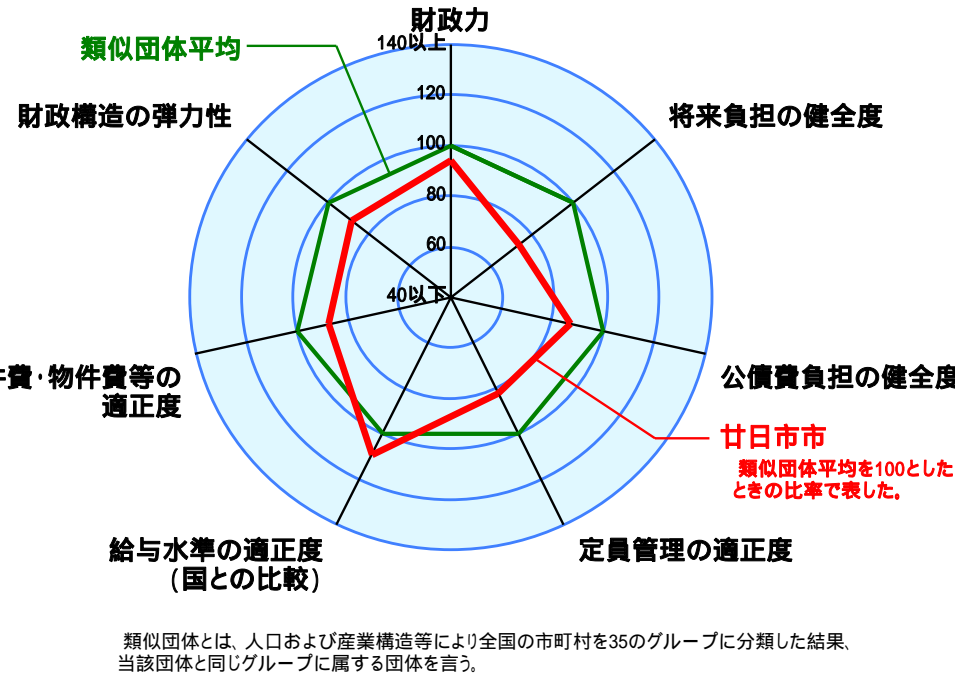 財政力
140以上
類似団体平均
120
財政構造の弾力性
将来負担の健全度
100
80
60
40以下
件費・物件費等の
適正度
公債費負担の健全度
廿日市市
類似団体平均を100とした
ときの比率で表した。
給与水準の適正度
(国との比較)
定員管理の適正度
類似団体とは、人口および産業構造等により全国の市町村を35のグループに分類した結果、
当該団体と同じグループに属する団体を言う。